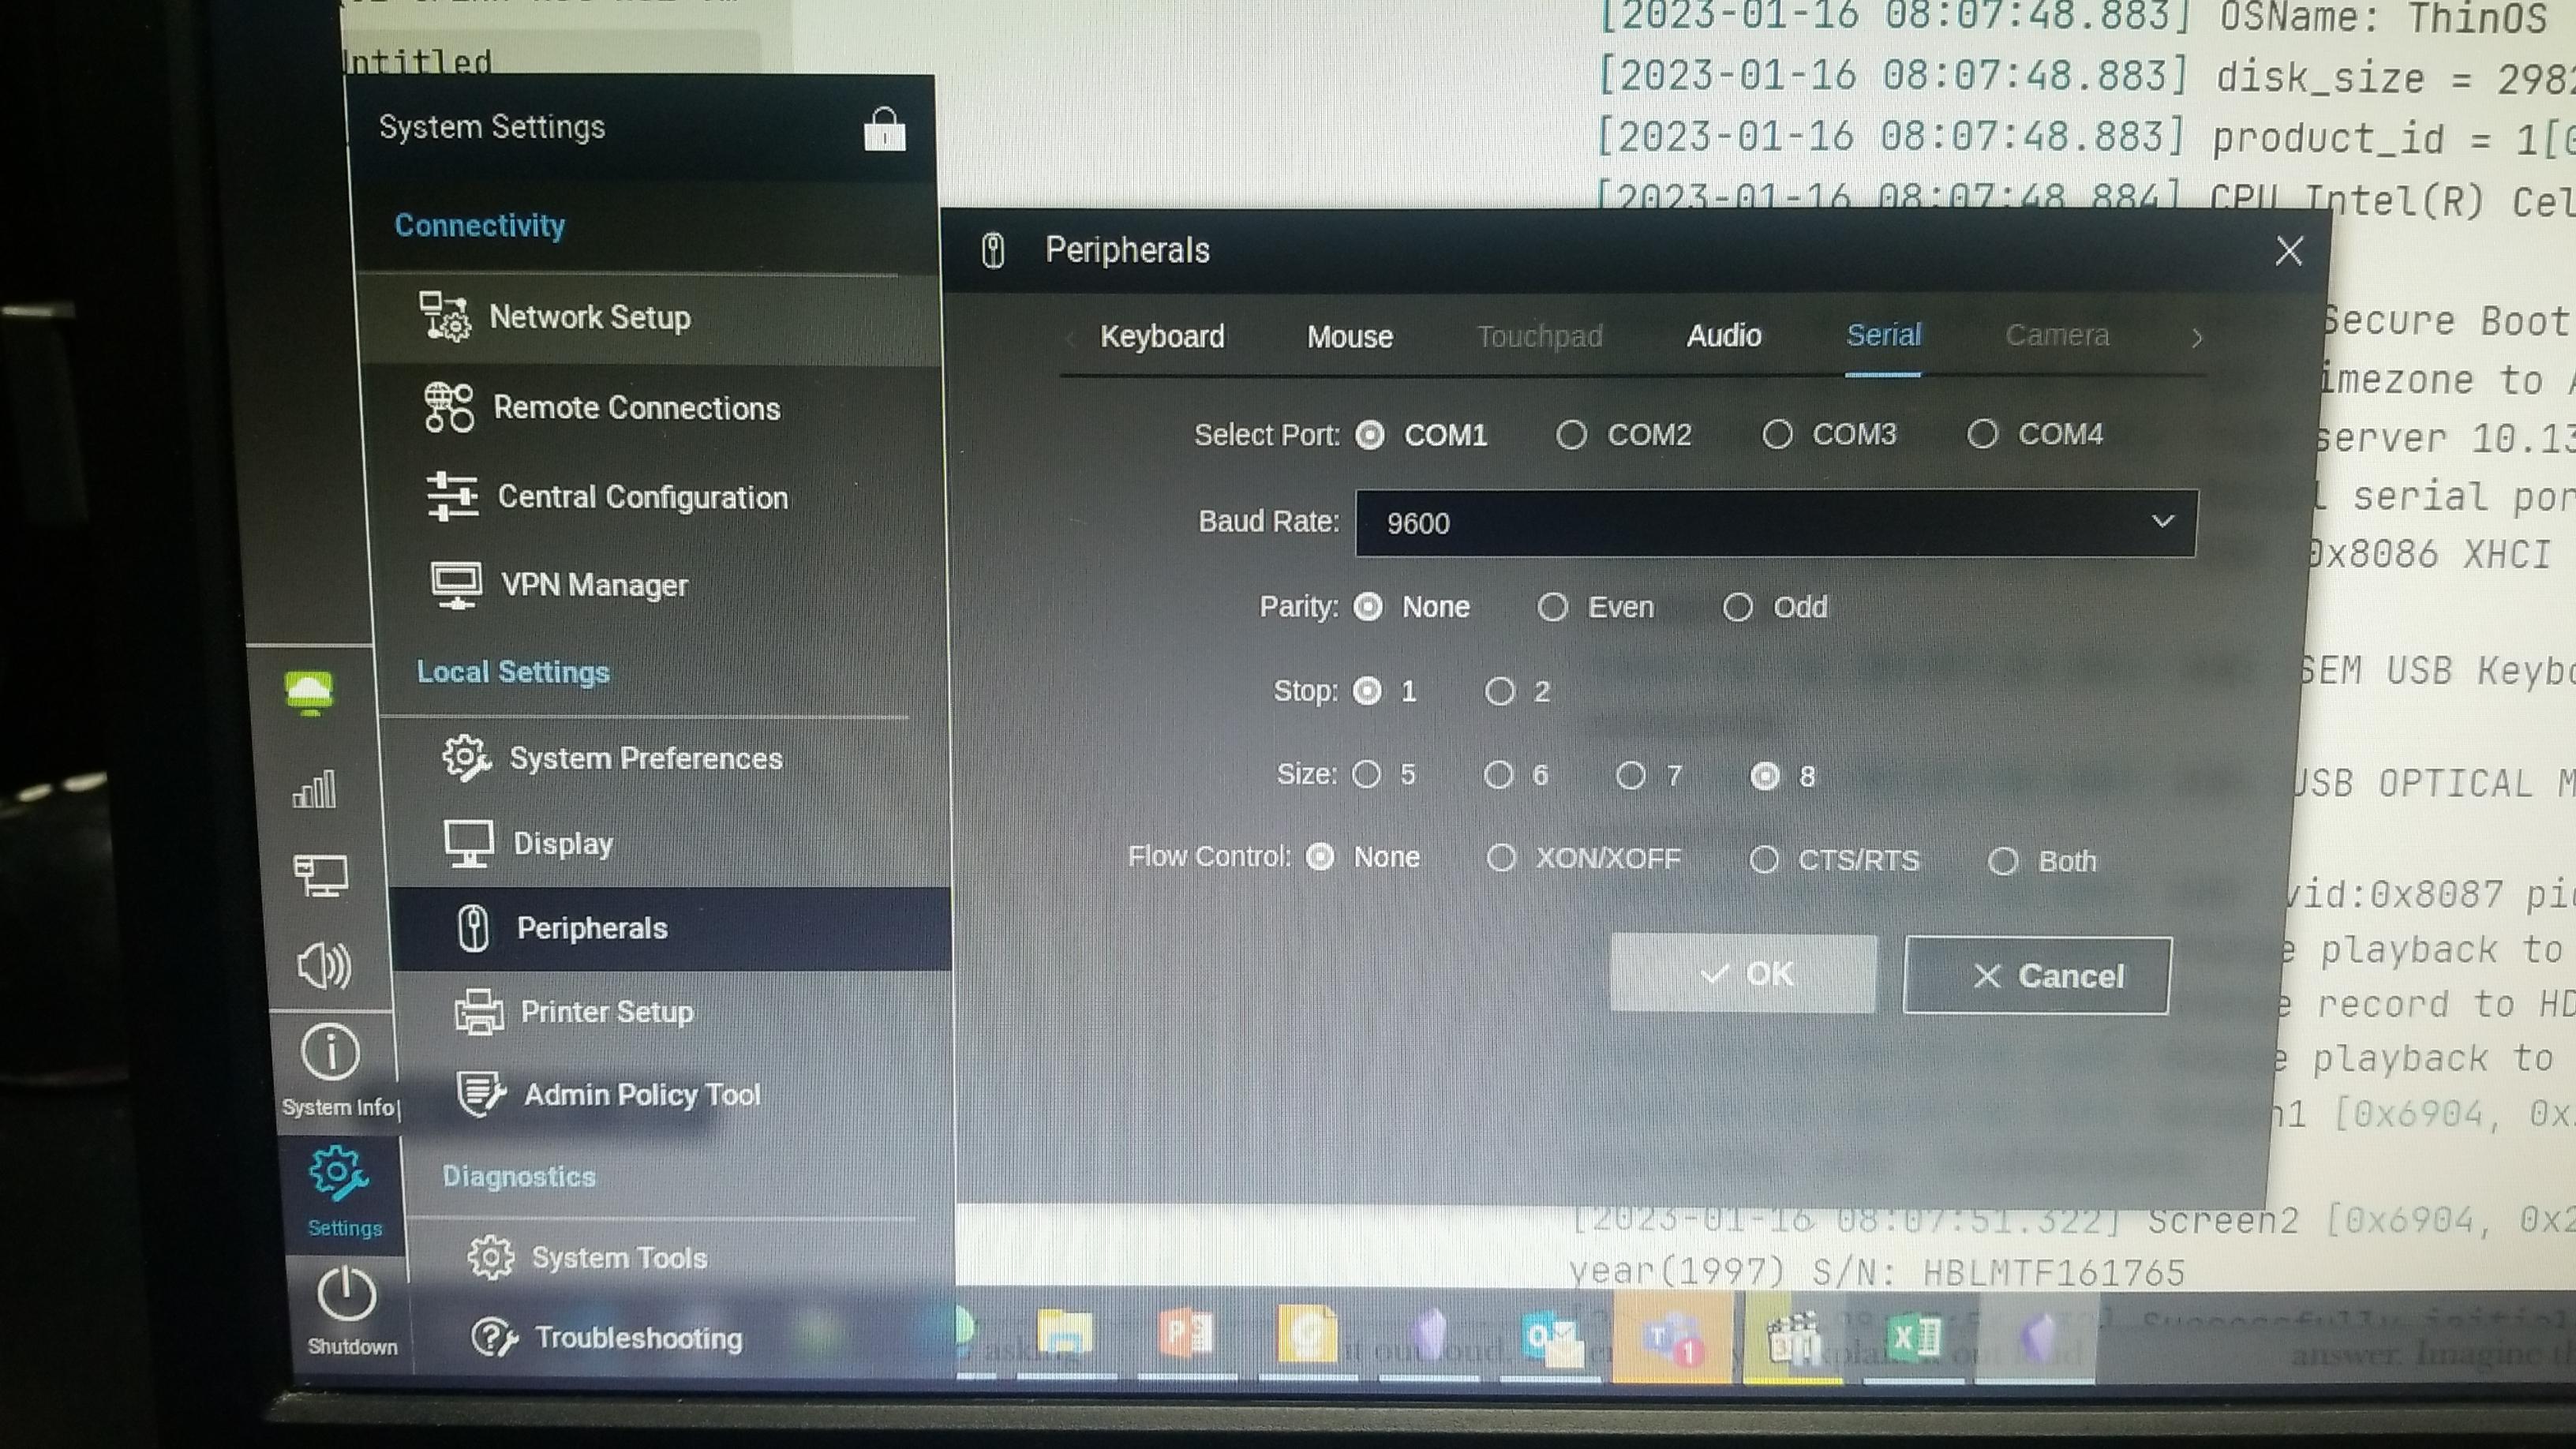 Untitled
[2023-01-16 08:07:48.883] OSName: ThinOS
[2023-01-16 08:07:48.883] disk_size = 298
[2023-01-16 08:07:48.883] product_id = 1[
[2023-01-16 08:07:48.884] CPU Intel(R) Cel
Secure Boot
imezone to
server 10.13
serial por
0x8086 XHCI
SEM USB Keybo
USB OPTICAL M
vid:0x8087 pi
e playback to
e record to HD
e playback to
n1 [0x6904, 0x
[2023-01-16 08:07:51.322] Screen2 [0x6904, 0x2
year(1997) S/N: HBLMTF161765
System Settings
Connectivity
Network Setup
Remote Connections
Central Configuration
VPN Manager
Local Settings
System Preferences
Display
Peripherals
Printer Setup
Admin Policy Tool
Diagnostics
System Tools
Troubleshooting
System Info
Settings
Shutdown
Peripherals
Keyboard Mouse Touchpad Audio Serial Camera
Select Port: COM1 COM2 COM3 COM4
Baud Rate: 9600
Parity: None Even Odd
Stop: 1 2
Size: 5 6 7 8
Flow Control: None XON/XOFF CTS/RTS Both
OK Cancel
answer. Imagine